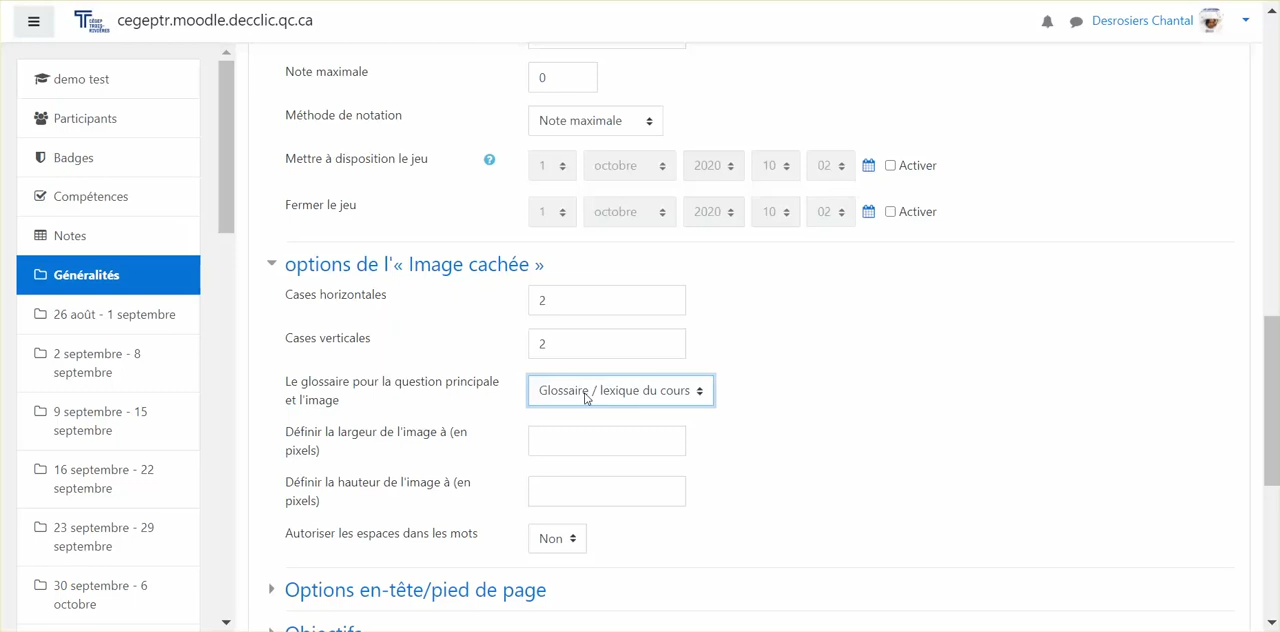 CÉGEP TROIS-RIVIÈRES
cegeptr.moodle.decclic.qc.ca
Desrosiers Chantal
demo test
Participants
Badges
Compétences
Notes
Généralités
26 août - 1 septembre
2 septembre - 8
septembre
9 septembre - 15
septembre
16 septembre - 22
septembre
23 septembre - 29
septembre
30 septembre - 6
octobre
Note maximale
0
Méthode de notation
Note maximale
Mettre à disposition le jeu
?
1 octobre 2020 10 02 Activer
Fermer le jeu
1 octobre 2020 10 02 Activer
options de l'« Image cachée »
Cases horizontales
2
Cases verticales
2
Le glossaire pour la question principale
et l'image
Glossaire / lexique du cours
Définir la largeur de l'image à (en
pixels)
Définir la hauteur de l'image à (en
pixels)
Autoriser les espaces dans les mots
Non
Options en-tête/pied de page
Objectifs